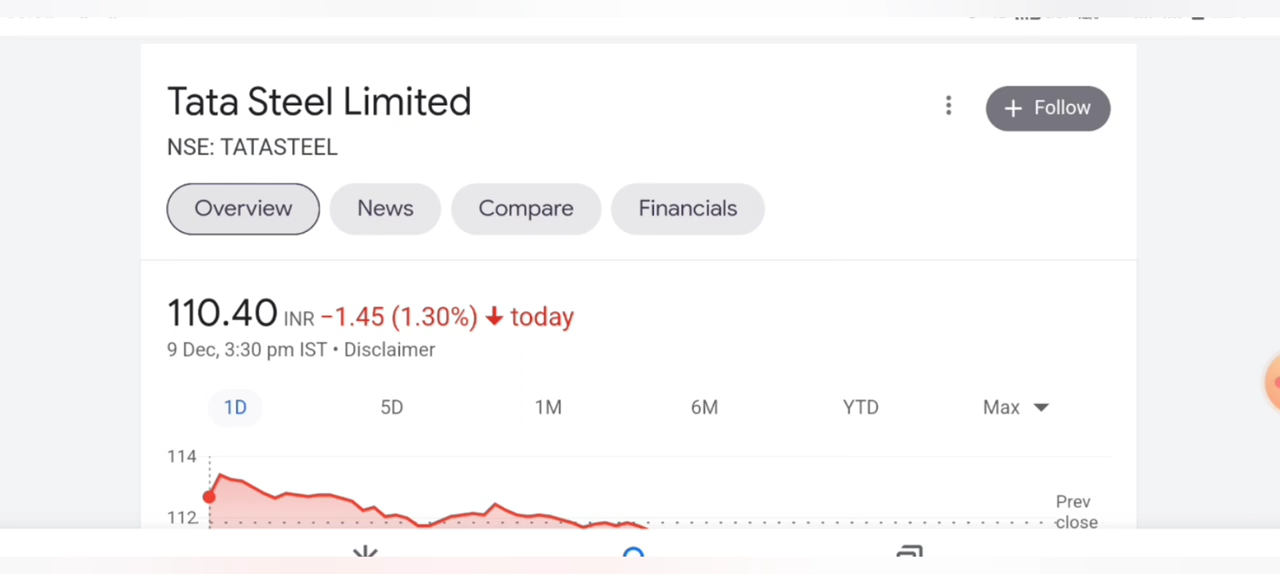 Tata Steel Limited
+ Follow
NSE: TATASTEEL
Overview News Compare Financials
110.40 INR −1.45 (1.30%) ↓ today
9 Dec, 3:30 pm IST • Disclaimer
1D 5D 1M 6M YTD Max
114
112
Prev
close